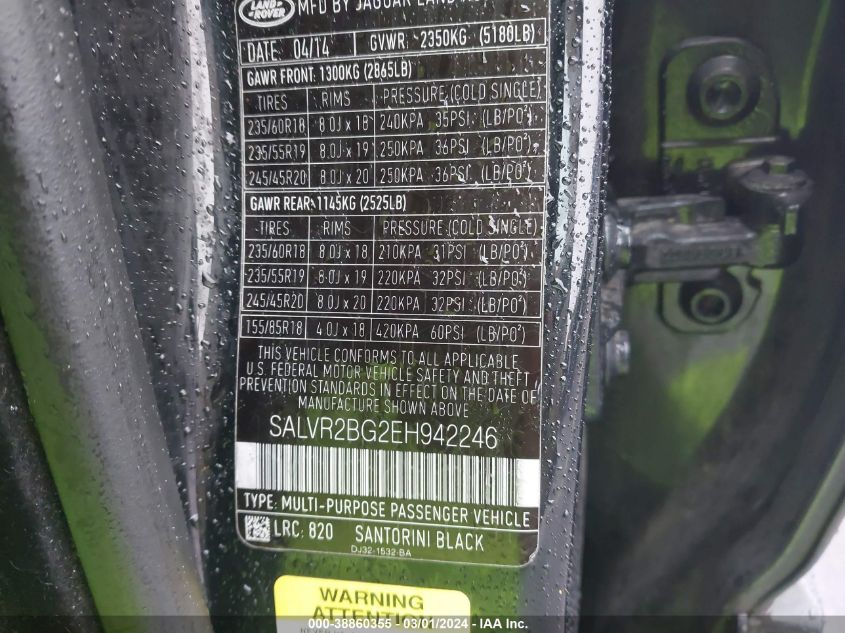 LAND ROVER
MFD BY JAGUAR LAND
DATE: 04/14 GVWR: 2350KG (5180LB)
GAWR FRONT: 1300KG (2865LB)
TIRES RIMS PRESSURE (COLD SINGLE)
235/60R18 8.0J x 18 240KPA 35PSI (LB/PO²)
235/55R19 8.0J x 19 250KPA 36PSI (LB/PO²)
245/45R20 8.0J x 20 250KPA 36PSI (LB/PO²)
GAWR REAR: 1145KG (2525LB)
TIRES RIMS PRESSURE (COLD SINGLE)
235/60R18 8.0J x 18 210KPA 31PSI (LB/PO²)
235/55R19 8.0J x 19 220KPA 32PSI (LB/PO²)
245/45R20 8.0J x 20 220KPA 32PSI (LB/PO²)
155/85R18 4.0J x 18 420KPA 60PSI (LB/PO²)
THIS VEHICLE CONFORMS TO ALL APPLICABLE
U.S. FEDERAL MOTOR VEHICLE SAFETY AND THEFT
PREVENTION STANDARDS IN EFFECT ON THE DATE OF
MANUFACTURE SHOWN ABOVE
SALVR2BG2EH942246
TYPE: MULTI-PURPOSE PASSENGER VEHICLE
LRC: 820 SANTORINI BLACK
DJ32-1532-BA
WARNING
ATTENTION
000-38860355 - 03/01/2024 - COPART.COM